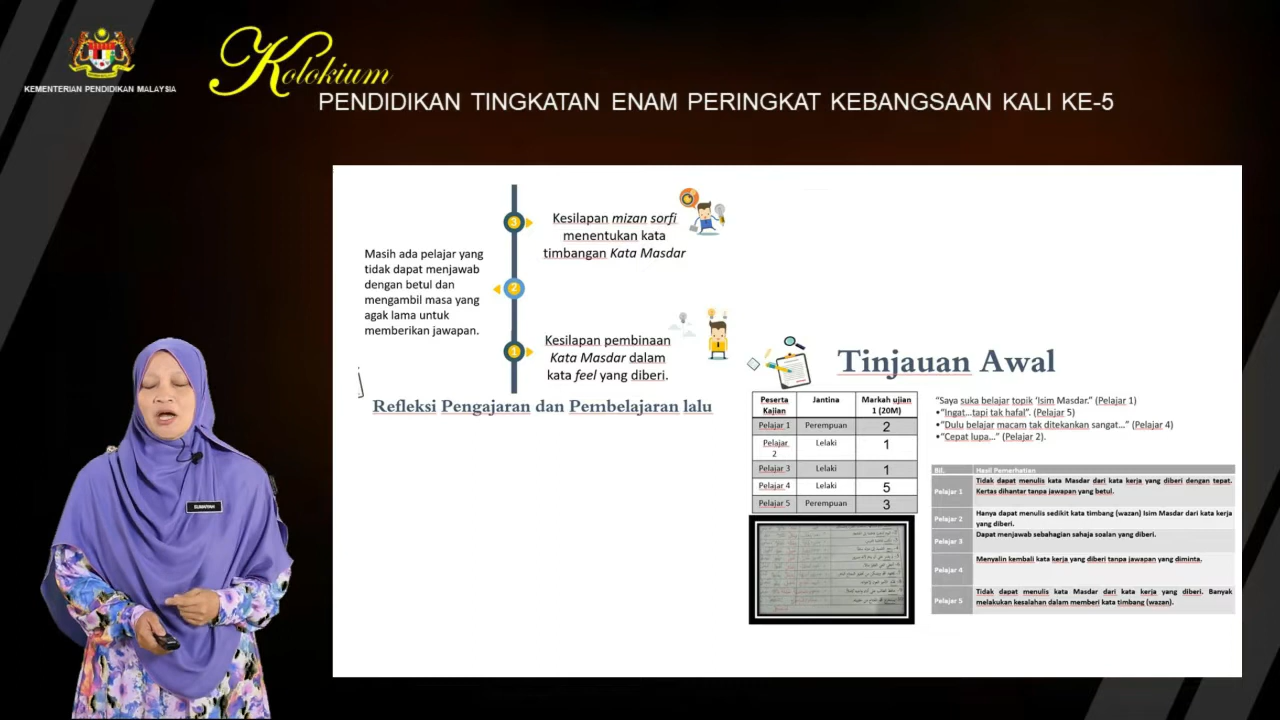 KEMENTERIAN PENDIDIKAN MALAYSIA
Kolokium
PENDIDIKAN TINGKATAN ENAM PERINGKAT KEBANGSAAN KALI KE-5
3
Kesilapan mizan sorfi
menentukan kata
timbangan Kata Masdar
Masih ada pelajar yang
tidak dapat menjawab
dengan betul dan
mengambil masa yang
agak lama untuk
memberikan jawapan.
2
1
Kesilapan pembinaan
Kata Masdar dalam
kata feel yang diberi.
Refleksi Pengajaran dan Pembelajaran lalu
Tinjauan Awal
Peserta Kajian Jantina Markah ujian 1 (20M)
Pelajar 1 Perempuan 2
Pelajar 2 Lelaki 1
Pelajar 3 Lelaki 1
Pelajar 4 Lelaki 5
Pelajar 5 Perempuan 3
"Saya suka belajar topik 'Isim Masdar." (Pelajar 1)
•"Ingat...tapi tak hafal". (Pelajar 5)
•"Dulu belajar macam tak ditekankan sangat..." (Pelajar 4)
•"Cepat lupa..." (Pelajar 2).
Bil. Hasil Pemerhatian
Pelajar 1 Tidak dapat menulis kata Masdar dari kata kerja yang diberi dengan tepat.
Kertas dihantar tanpa jawapan yang betul.
Pelajar 2 Hanya dapat menulis sedikit kata timbang (wazan) Isim Masdar dari kata kerja
yang diberi.
Pelajar 3 Dapat menjawab sebahagian sahaja soalan yang diberi.
Pelajar 4 Menyalin kembali kata kerja yang diberi tanpa jawapan yang diminta.
Pelajar 5 Tidak dapat menulis kata Masdar dari kata kerja yang diberi. Banyak
melakukan kesalahan dalam memberi kata timbang (wazan).